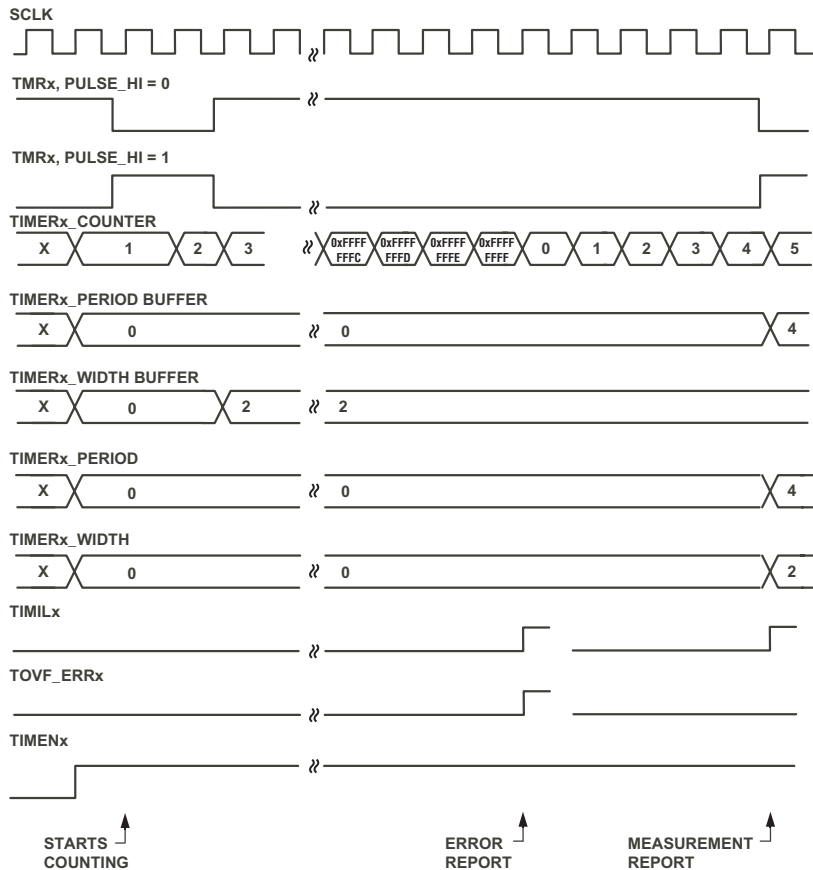 SCLK
TMRx, PULSE_HI = 0
TMRx, PULSE_HI = 1
TIMERx_COUNTER
X 1 2 3 0xFFFF FFFC 0xFFFF FFFD 0xFFFF FFFE 0xFFFF FFFF 0 1 2 3 4 5
TIMERx_PERIOD BUFFER
X 0 0 4
TIMERx_WIDTH BUFFER
X 0 2 2
TIMERx_PERIOD
X 0 0 4
TIMERx_WIDTH
X 0 0 2
TIMILx
TOVF_ERRx
TIMENx
STARTS
COUNTING
ERROR
REPORT
MEASUREMENT
REPORT